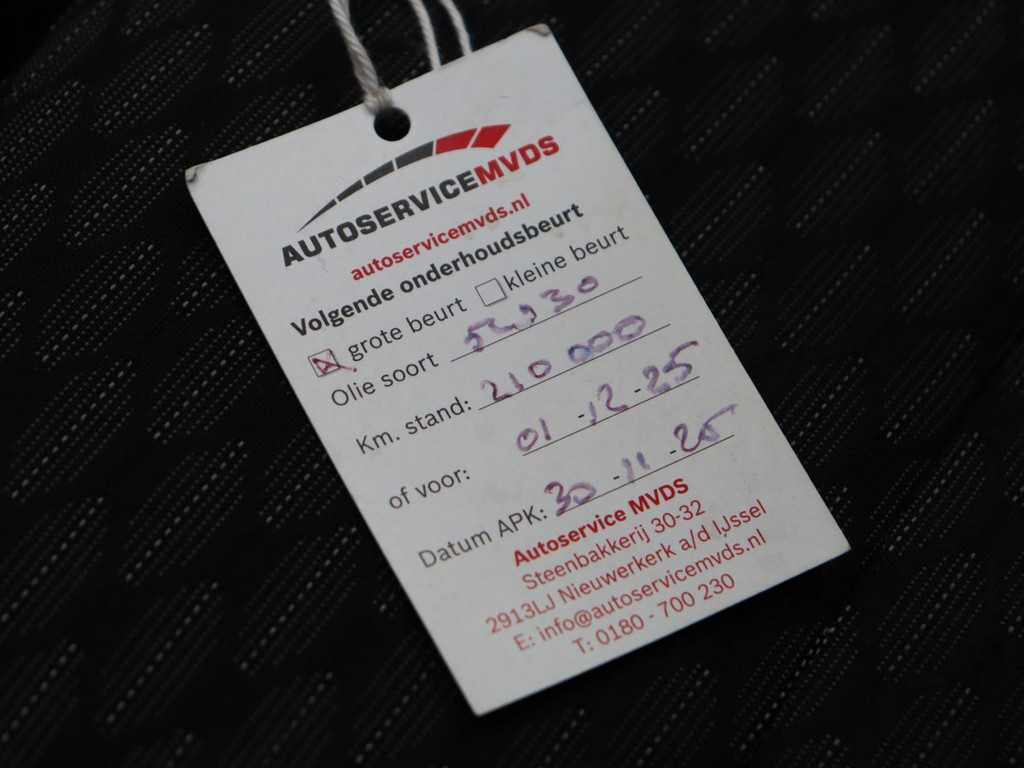 AUTOSERVICEMVDS
autoservicemvds.nl
Volgende onderhoudsbeurt
grote beurt kleine beurt
Olie soort 5w30
Km. stand: 210 000
of voor: 01-12-25
Datum APK: 30-11-25
Autoservice MVDS
Steenbakkerij 30-32
2913LJ Nieuwerkerk a/d IJssel
E: info@autoservicemvds.nl
T: 0180 - 700 230